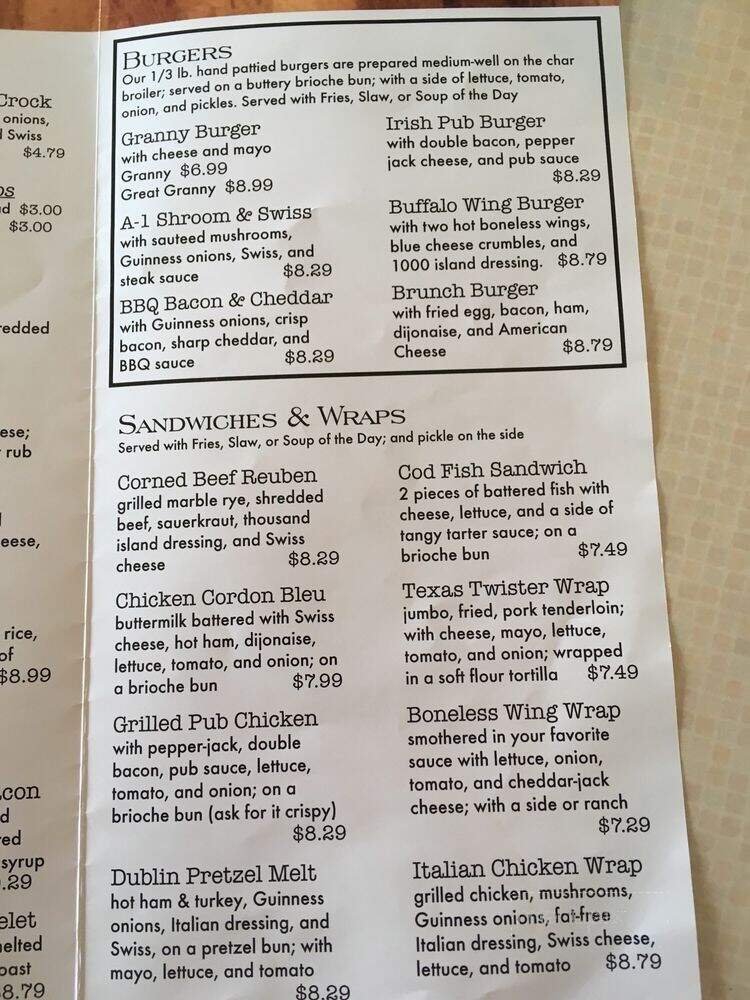 Crock
onions,
Swiss
$4.79
$3.00
$3.00
eese,
rice,
of
$8.99
syrup
.29
8.79
BURGERS
Our 1/3 lb. hand pattied burgers are prepared medium-well on the char
broiler; served on a buttery brioche bun; with a side of lettuce, tomato,
onion, and pickles. Served with Fries, Slaw, or Soup of the Day
Granny Burger
with cheese and mayo
Granny $6.99
Great Granny $8.99
A-1 Shroom & Swiss
with sauteed mushrooms,
Guinness onions, Swiss, and
steak sauce $8.29
BBQ Bacon & Cheddar
with Guinness onions, crisp
bacon, sharp cheddar, and
BBQ sauce $8.29
Irish Pub Burger
with double bacon, pepper
jack cheese, and pub sauce
$8.29
Buffalo Wing Burger
with two hot boneless wings,
blue cheese crumbles, and
1000 island dressing. $8.79
Brunch Burger
with fried egg, bacon, ham,
dijonaise, and American
Cheese $8.79
SANDWICHES & WRAPS
Served with Fries, Slaw, or Soup of the Day; and pickle on the side
Corned Beef Reuben
grilled marble rye, shredded
beef, sauerkraut, thousand
island dressing, and Swiss
cheese $8.29
Chicken Cordon Bleu
buttermilk battered with Swiss
cheese, hot ham, dijonaise,
lettuce, tomato, and onion; on
a brioche bun $7.99
Grilled Pub Chicken
with pepper-jack, double
bacon, pub sauce, lettuce,
tomato, and onion; on a
brioche bun (ask for it crispy)
$8.29
Dublin Pretzel Melt
hot ham & turkey, Guinness
onions, Italian dressing, and
Swiss, on a pretzel bun; with
mayo, lettuce, and tomato
$8.29
Cod Fish Sandwich
2 pieces of battered fish with
cheese, lettuce, and a side of
tangy tarter sauce; on a
brioche bun $7.49
Texas Twister Wrap
jumbo, fried, pork tenderloin;
with cheese, mayo, lettuce,
tomato, and onion; wrapped
in a soft flour tortilla $7.49
Boneless Wing Wrap
smothered in your favorite
sauce with lettuce, onion,
tomato, and cheddar-jack
cheese; with a side or ranch
$7.29
Italian Chicken Wrap
grilled chicken, mushrooms,
Guinness onions, fat-free
Italian dressing, Swiss cheese,
lettuce, and tomato $8.79